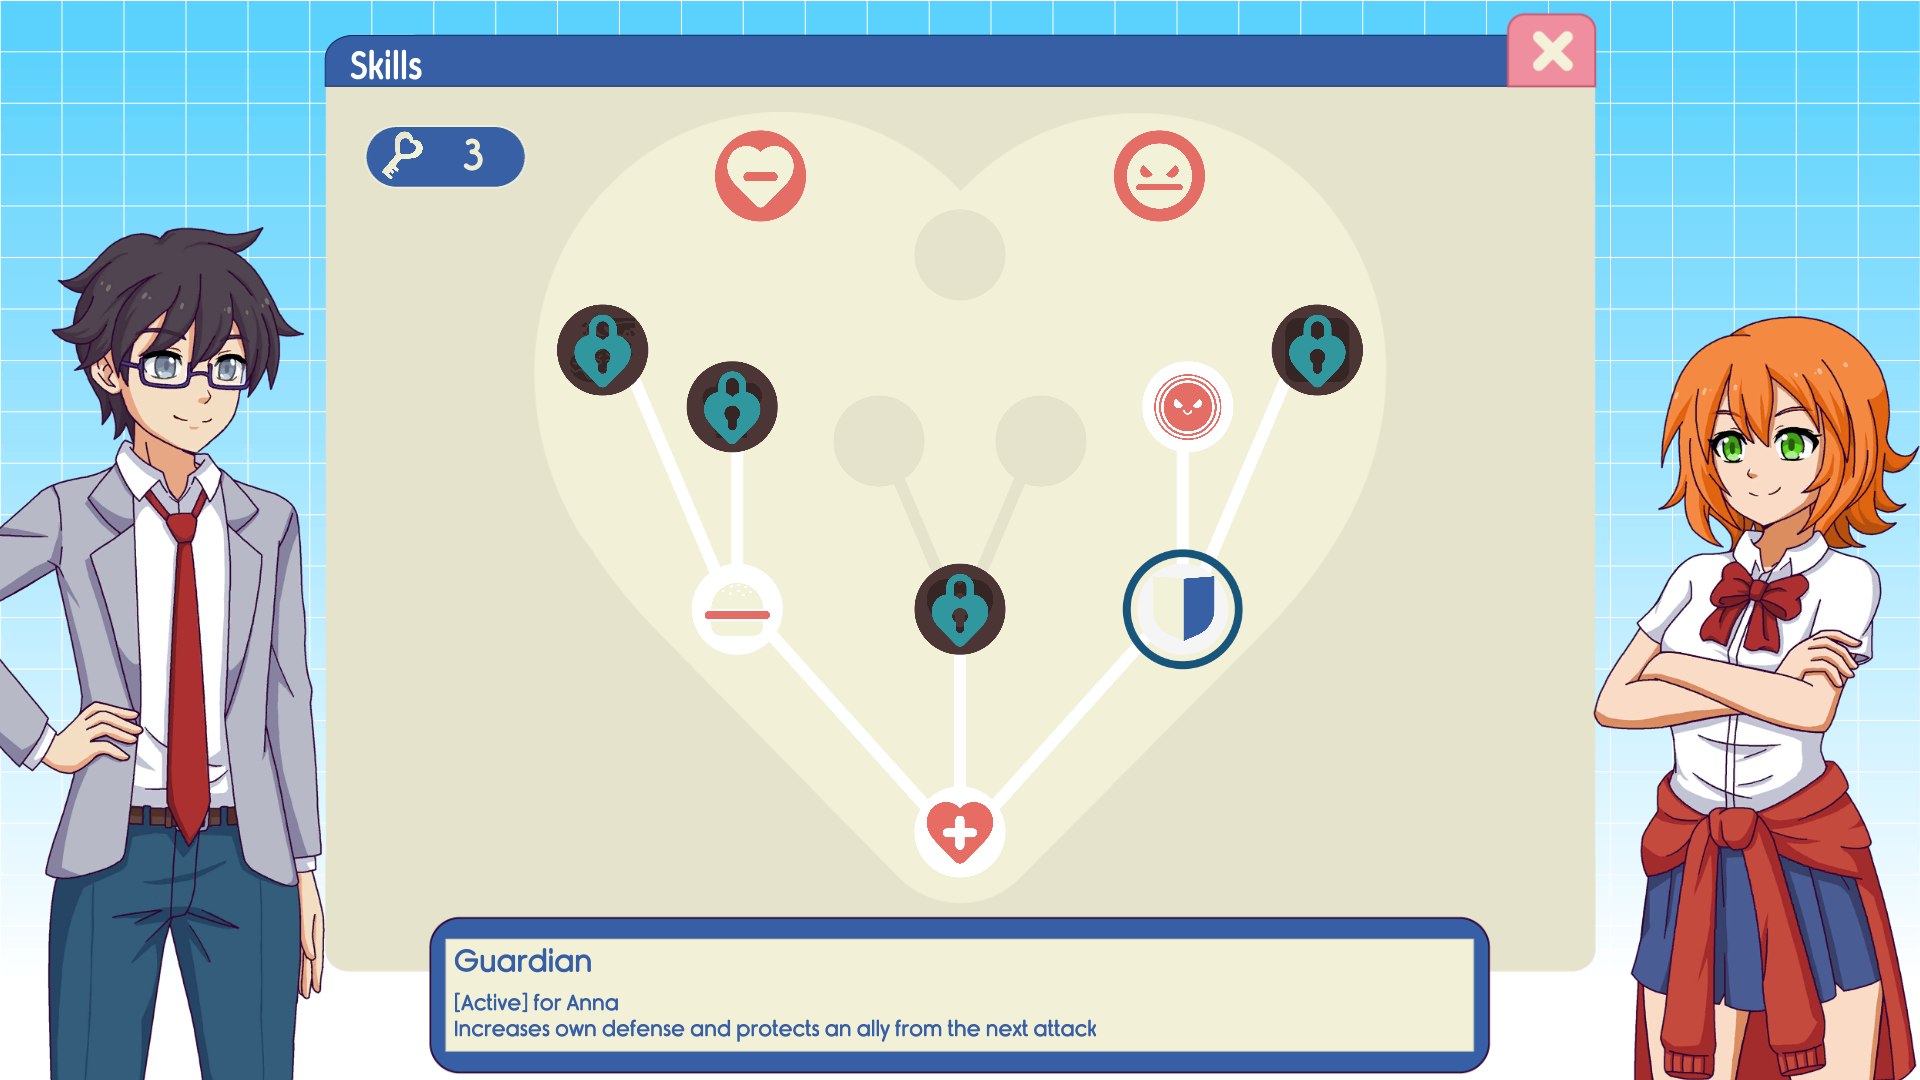 Skills
3
Guardian
[Active] for Anna
Increases own defense and protects an ally from the next attack